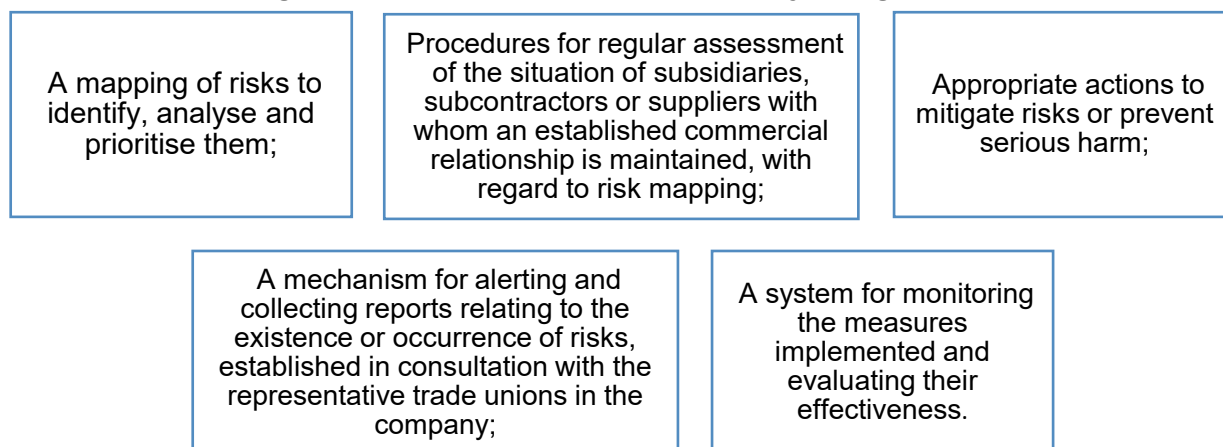 A mapping of risks to
identify, analyse and
prioritise them;
Procedures for regular assessment
of the situation of subsidiaries,
subcontractors or suppliers with
whom an established commercial
relationship is maintained, with
regard to risk mapping;
Appropriate actions to
mitigate risks or prevent
serious harm;
A mechanism for alerting and
collecting reports relating to the
existence or occurrence of risks,
established in consultation with the
representative trade unions in the
company;
A system for monitoring
the measures
implemented and
evaluating their
effectiveness.